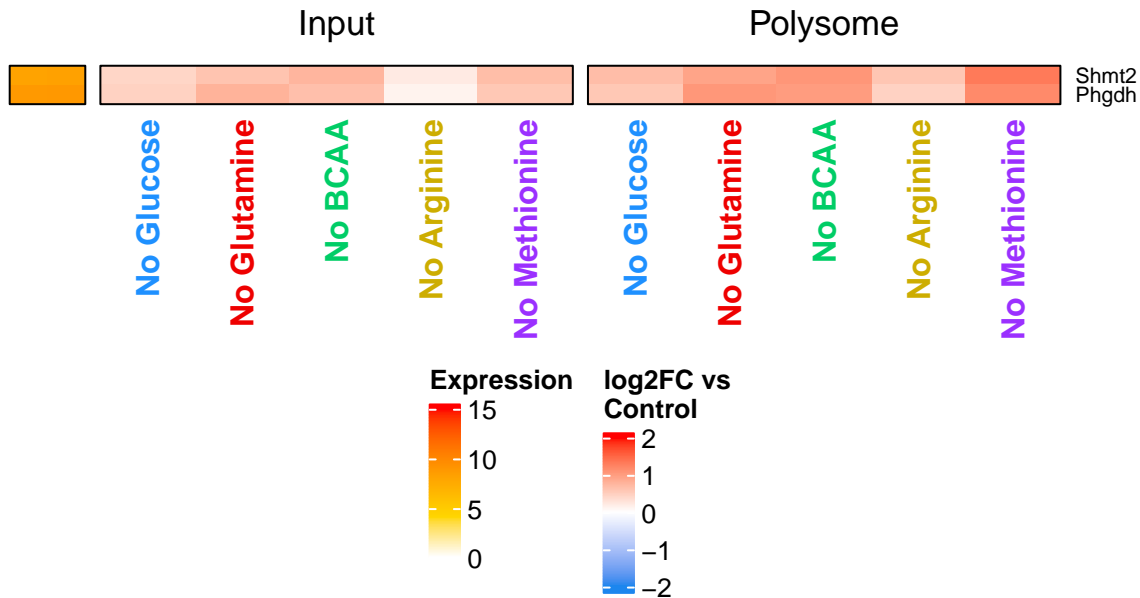 Input
Polysome
Shmt2
Phgdh
No Glucose
No Glutamine
No BCAA
No Arginine
No Methionine
No Glucose
No Glutamine
No BCAA
No Arginine
No Methionine
Expression
15
10
5
0
log2FC vs
Control
2
1
0
−1
−2